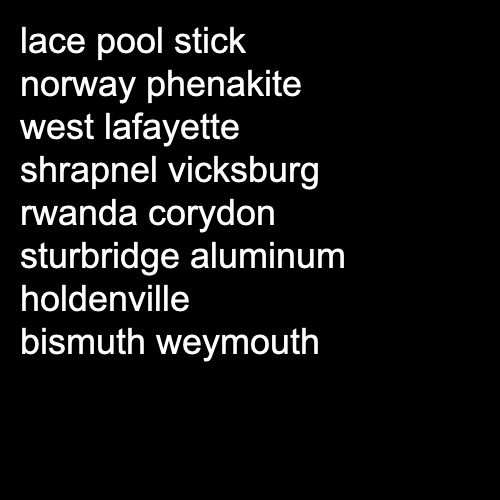 lace pool stick
norway phenakite
west lafayette
shrapnel vicksburg
rwanda corydon
sturbridge aluminum
holdenville
bismuth weymouth